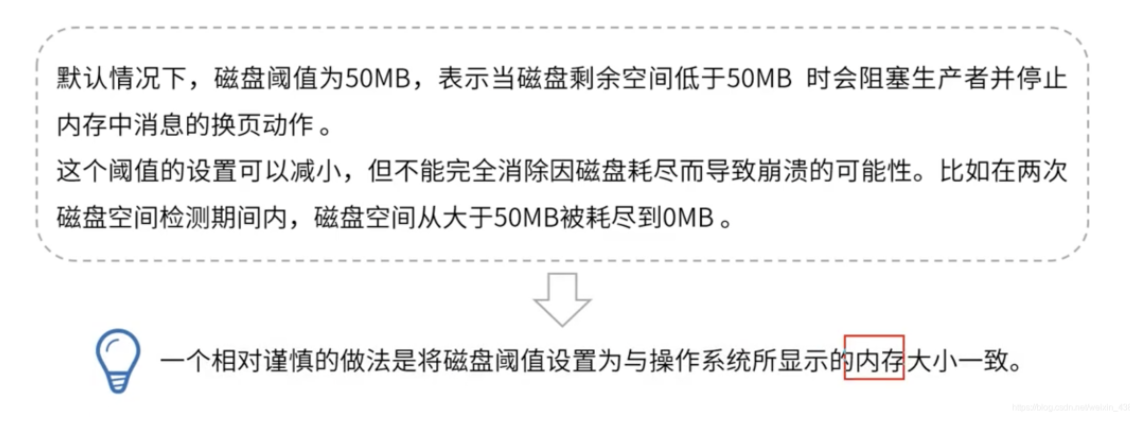 默认情况下，磁盘阈值为50MB，表示当磁盘剩余空间低于50MB 时会阻塞生产者并停止
内存中消息的换页动作 。
这个阈值的设置可以减小，但不能完全消除因磁盘耗尽而导致崩溃的可能性。比如在两次
磁盘空间检测期间内，磁盘空间从大于50MB被耗尽到0MB 。
一个相对谨慎的做法是将磁盘阈值设置为与操作系统所显示的内存大小一致。